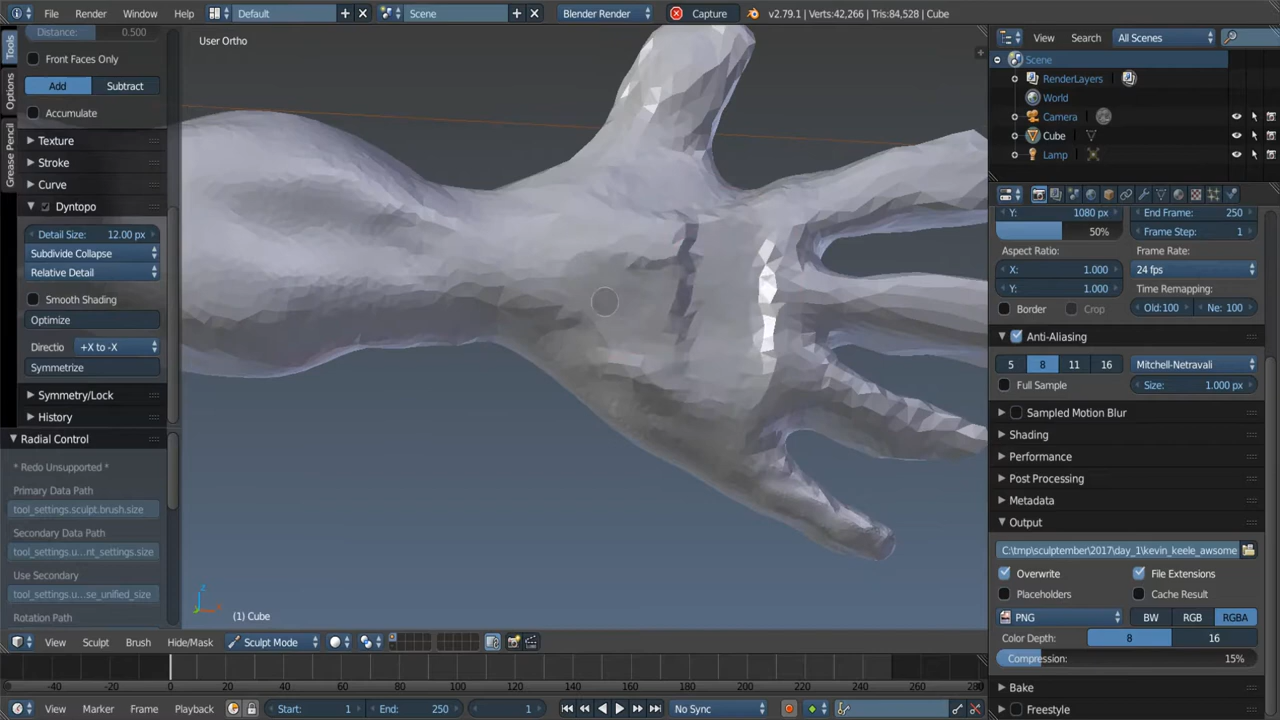 File Render Window Help Default Scene Blender Render Capture v2.79.1 | Verts:42,266 | Tris:84,528 | Cube
Tools
Options
Grease Pencil
Distance: 0.500
Front Faces Only
Add Subtract
Accumulate
Texture
Stroke
Curve
Dyntopo
Detail Size: 12.00 px
Subdivide Collapse
Relative Detail
Smooth Shading
Optimize
Directio +X to -X
Symmetrize
Symmetry/Lock
History
Radial Control
* Redo Unsupported *
Primary Data Path
tool_settings.sculpt.brush.size
Secondary Data Path
tool_settings.u...nt_settings.size
Use Secondary
tool_settings.u...se_unified_size
Rotation Path
User Ortho
(1) Cube
View Sculpt Brush Hide/Mask Sculpt Mode
-40 -20 0 20 40 60 80 100 120 140 160 180 200 220 240 260 280
View Marker Frame Playback Start: 1 End: 250 1 No Sync
View Search All Scenes
Scene
RenderLayers
World
Camera
Cube
Lamp
Y: 1080 px End Frame: 250
50% Frame Step: 1
Aspect Ratio: Frame Rate:
X: 1.000 24 fps
Y: 1.000 Time Remapping:
Border Crop Old:100 Ne: 100
Anti-Aliasing
5 8 11 16 Mitchell-Netravali
Full Sample Size: 1.000 px
Sampled Motion Blur
Shading
Performance
Post Processing
Metadata
Output
C:\tmp\sculptember\2017\day_1\kevin_keele_awsome
Overwrite File Extensions
Placeholders Cache Result
PNG BW RGB RGBA
Color Depth: 8 16
Compression: 15%
Bake
Freestyle